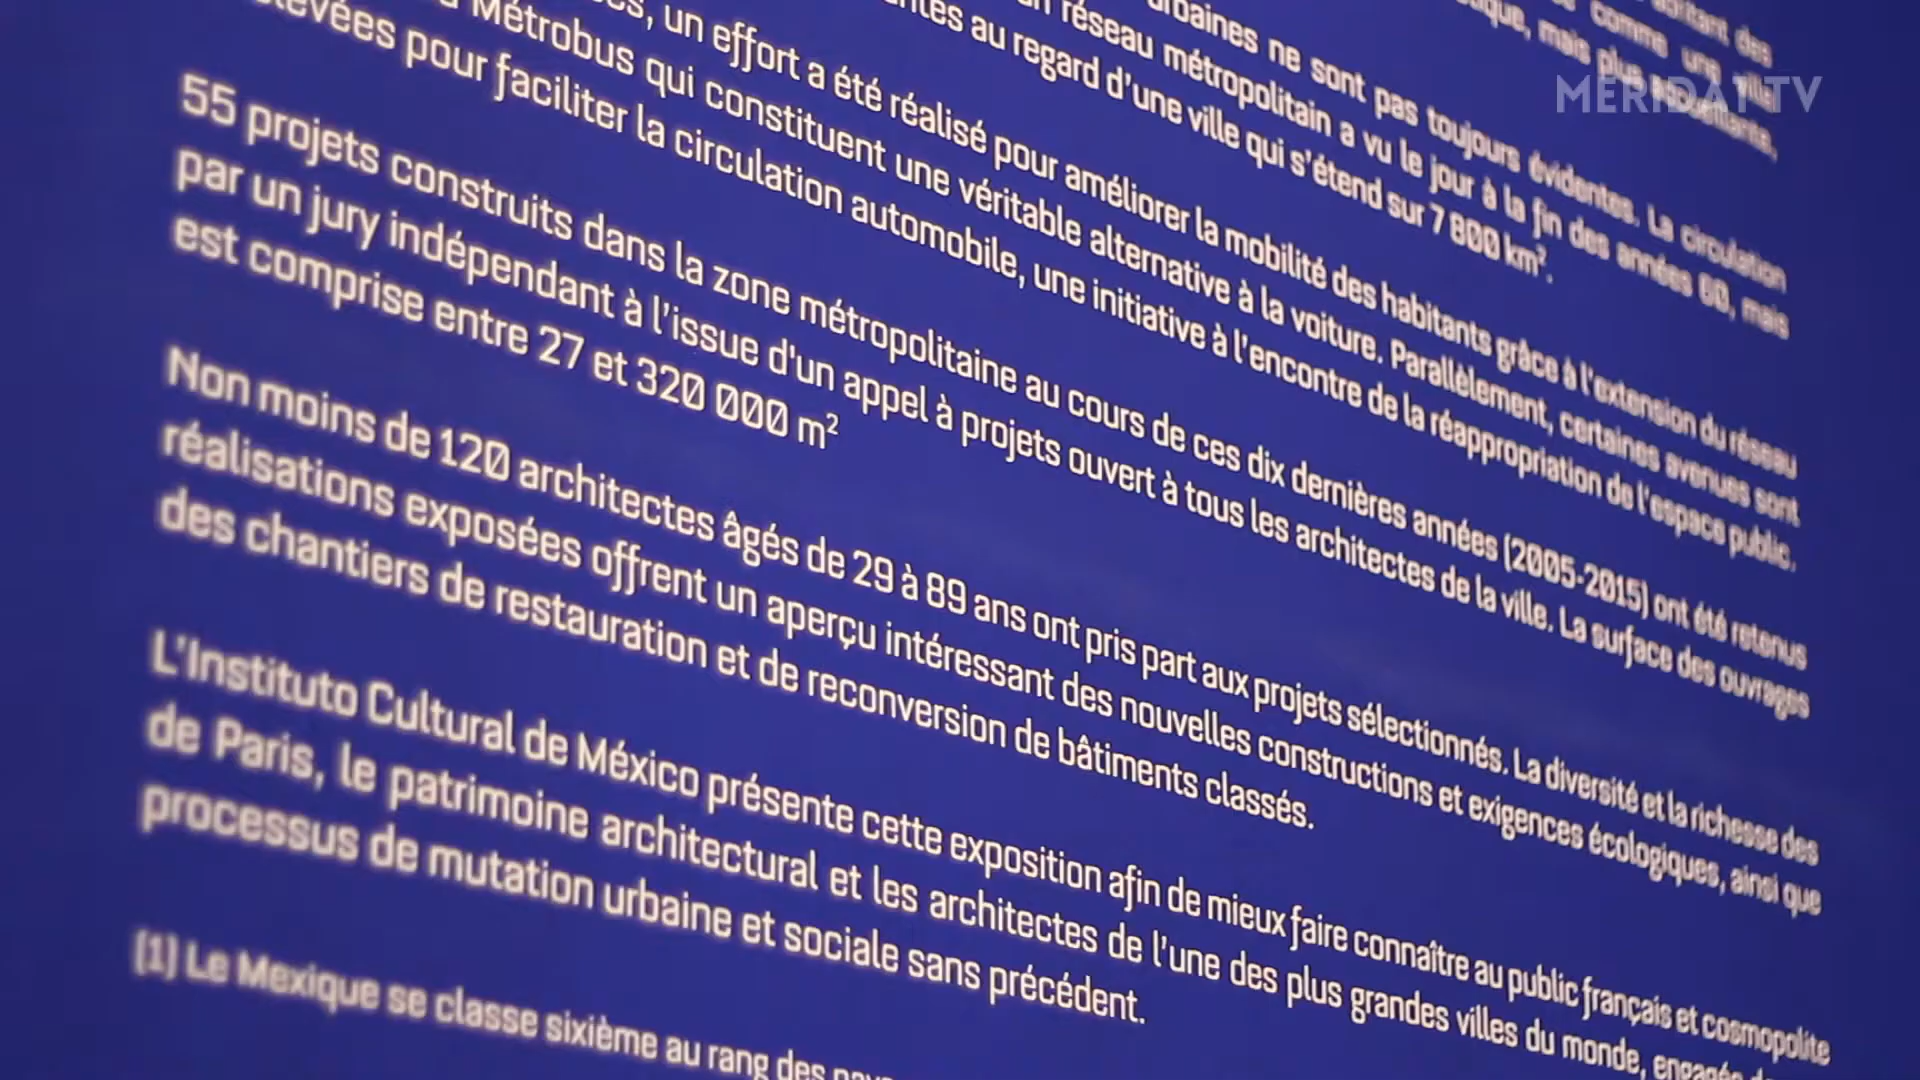 abitant des
comme une ville
ique, mais plus
MERIDAT TV
urbaines ne sont pas toujours évidentes. La circulation
un réseau métropolitain a vu le jour à la fin des années 60, mais
au regard d'une ville qui s'étend sur 7 800 km².
un effort a été réalisé pour améliorer la mobilité des habitants grâce à l'extension du réseau
Métrobus qui constituent une véritable alternative à la voiture. Parallèlement, certaines avenues sont
élevées pour faciliter la circulation automobile, une initiative à l'encontre de la réappropriation de l'espace public.
55 projets construits dans la zone métropolitaine au cours de ces dix dernières années (2005-2015) ont été retenus
par un jury indépendant à l'issue d'un appel à projets ouvert à tous les architectes de la ville. La surface des ouvrages
est comprise entre 27 et 320 000 m²
Non moins de 120 architectes âgés de 29 à 89 ans ont pris part aux projets sélectionnés. La diversité et la richesse des
réalisations exposées offrent un aperçu intéressant des nouvelles constructions et exigences écologiques, ainsi que
des chantiers de restauration et de reconversion de bâtiments classés.
L'Instituto Cultural de México présente cette exposition afin de mieux faire connaître au public français et cosmopolite
de Paris, le patrimoine architectural et les architectes de l'une des plus grandes villes du monde,
processus de mutation urbaine et sociale sans précédent.
(1) Le Mexique se classe sixième au rang des